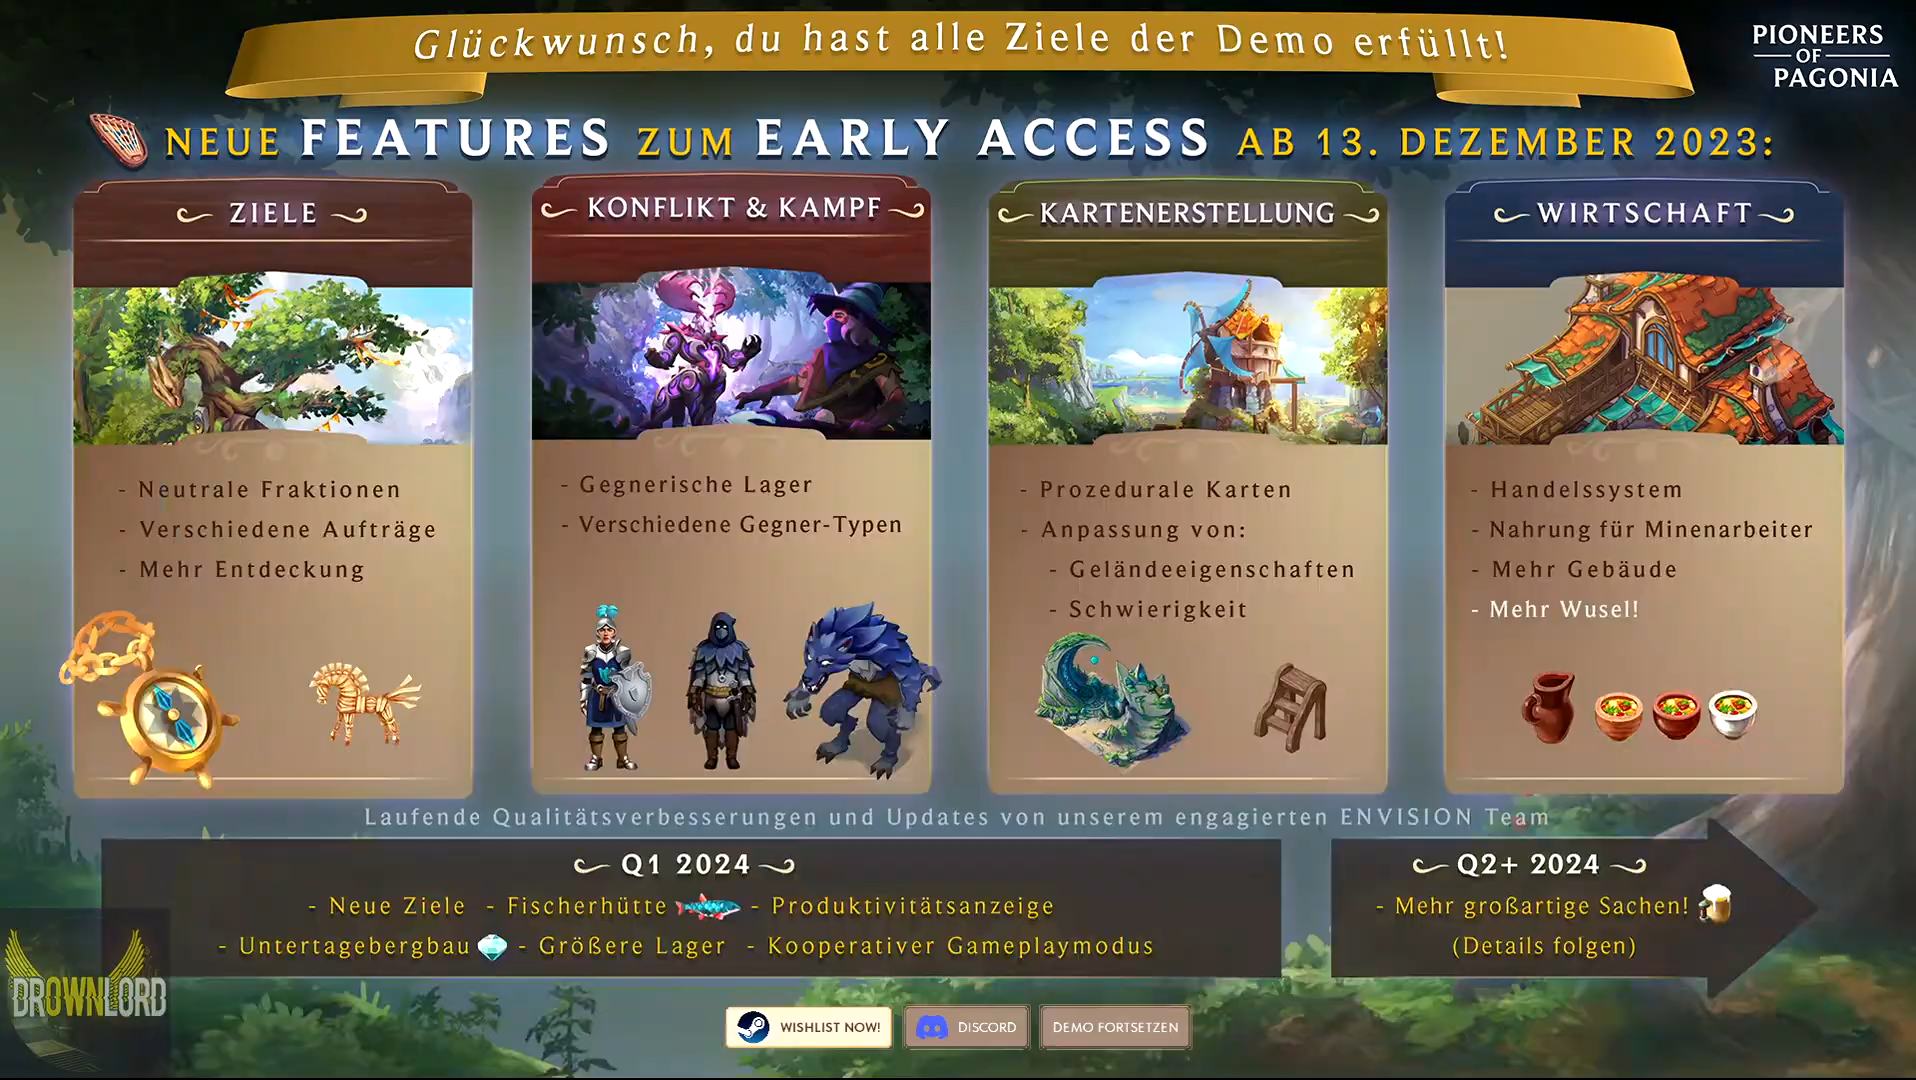 Glückwunsch, du hast alle Ziele der Demo erfüllt!
PIONEERS
OF
PAGONIA
NEUE FEATURES ZUM EARLY ACCESS AB 13. DEZEMBER 2023:
ZIELE
- Neutrale Fraktionen
- Verschiedene Aufträge
- Mehr Entdeckung
KONFLIKT & KAMPF
- Gegnerische Lager
- Verschiedene Gegner-Typen
KARTENERSTELLUNG
- Prozedurale Karten
- Anpassung von:
- Geländeeigenschaften
- Schwierigkeit
WIRTSCHAFT
- Handelssystem
- Nahrung für Minenarbeiter
- Mehr Gebäude
- Mehr Wusel!
Laufende Qualitätsverbesserungen und Updates von unserem engagierten ENVISION Team
Q1 2024
- Neue Ziele - Fischerhütte - Produktivitätsanzeige
- Untertagebergbau - Größere Lager - Kooperativer Gameplaymodus
Q2+ 2024
- Mehr großartige Sachen!
(Details folgen)
DROWNLORD
WISHLIST NOW!
DISCORD
DEMO FORTSETZEN